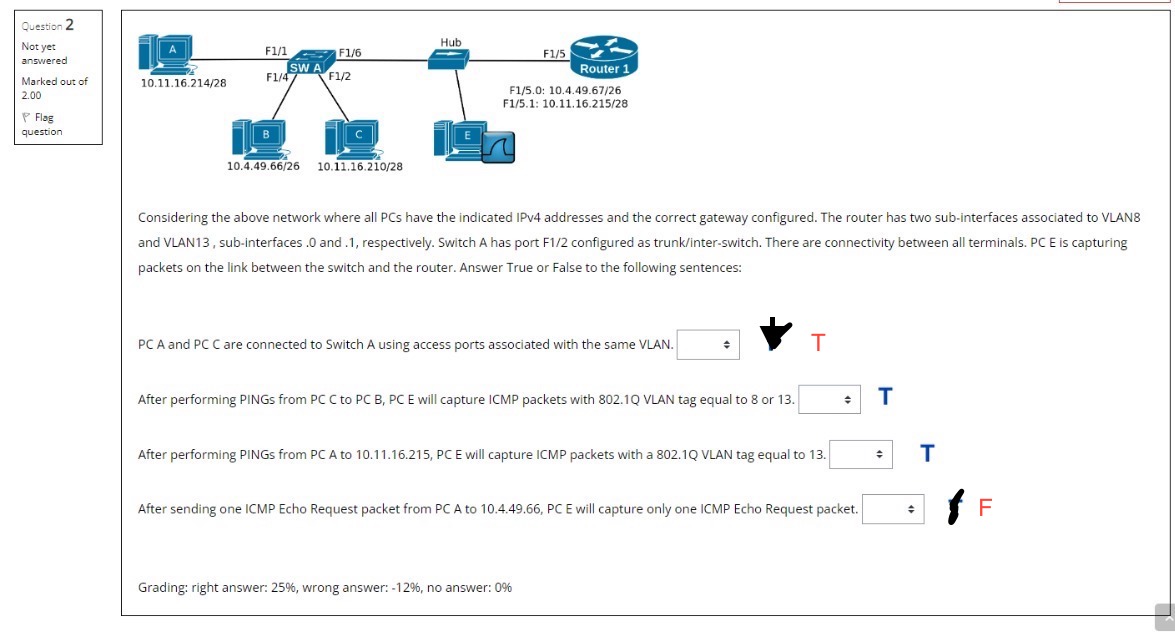 Question 2
Not yet
answered
Marked out of
2.00
Flag
question
A
10.11.16.214/28
F1/1
SW A
F1/6
F1/4
F1/2
Hub
F1/5
Router 1
F1/5.0: 10.4.49.67/26
F1/5.1: 10.11.16.215/28
B
10.4.49.66/26
C
10.11.16.210/28
E
Considering the above network where all PCs have the indicated IPv4 addresses and the correct gateway configured. The router has two sub-interfaces associated to VLAN8
and VLAN13 , sub-interfaces .0 and .1, respectively. Switch A has port F1/2 configured as trunk/inter-switch. There are connectivity between all terminals. PC E is capturing
packets on the link between the switch and the router. Answer True or False to the following sentences:
PC A and PC C are connected to Switch A using access ports associated with the same VLAN. T
After performing PINGs from PC C to PC B, PC E will capture ICMP packets with 802.1Q VLAN tag equal to 8 or 13. T
After performing PINGs from PC A to 10.11.16.215, PC E will capture ICMP packets with a 802.1Q VLAN tag equal to 13. T
After sending one ICMP Echo Request packet from PC A to 10.4.49.66, PC E will capture only one ICMP Echo Request packet. F
Grading: right answer: 25%, wrong answer: -12%, no answer: 0%